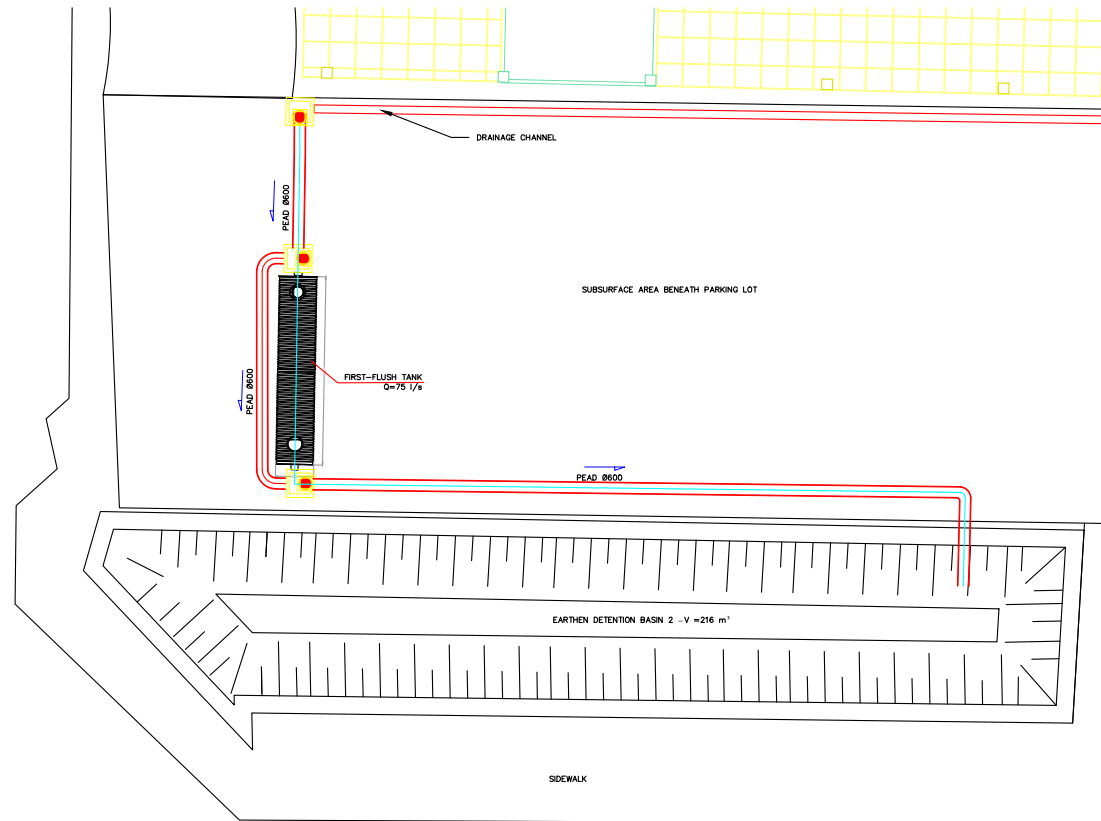 DRAINAGE CHANNEL
PEAD Ø600
SUBSURFACE AREA BENEATH PARKING LOT
FIRST-FLUSH TANK
Q=75 l/s
PEAD Ø600
PEAD Ø600
EARTHEN DETENTION BASIN 2 - V =216 m³
SIDEWALK